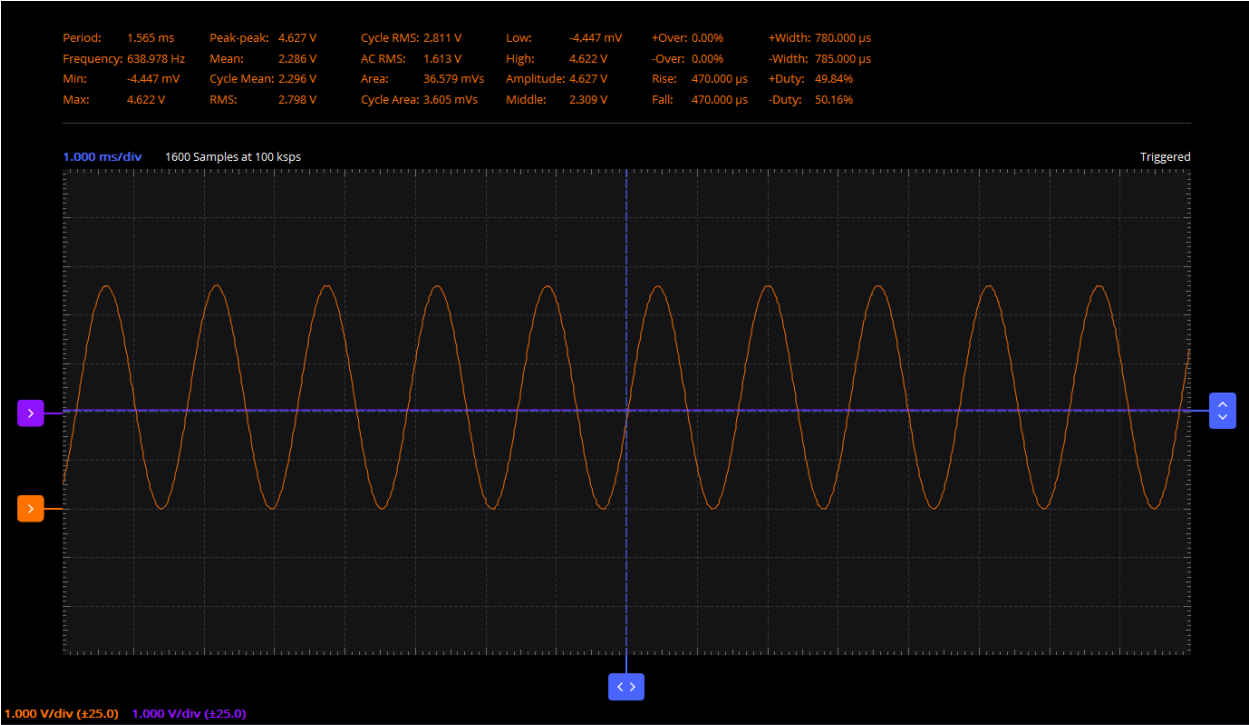 Period: 1.565 ms Peak-peak: 4.627 V Cycle RMS: 2.811 V Low: -4.447 mV +Over: 0.00% +Width: 780.000 µs
Frequency: 638.978 Hz Mean: 2.286 V AC RMS: 1.613 V High: 4.622 V -Over: 0.00% -Width: 785.000 µs
Min: -4.447 mV Cycle Mean: 2.296 V Area: 36.579 mVs Amplitude: 4.627 V Rise: 470.000 µs +Duty: 49.84%
Max: 4.622 V RMS: 2.798 V Cycle Area: 3.605 mVs Middle: 2.309 V Fall: 470.000 µs -Duty: 50.16%
1.000 ms/div 1600 Samples at 100 ksps Triggered
1.000 V/div (±25.0) 1.000 V/div (±25.0)